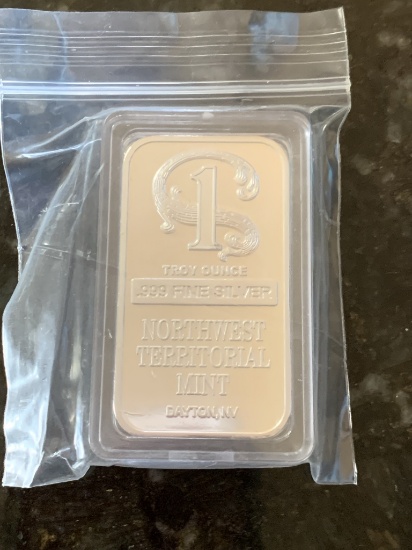 1
TROY OUNCE
.999 FINE SILVER
NORTHWEST
TERRITORIAL
MINT
DAYTON, NV